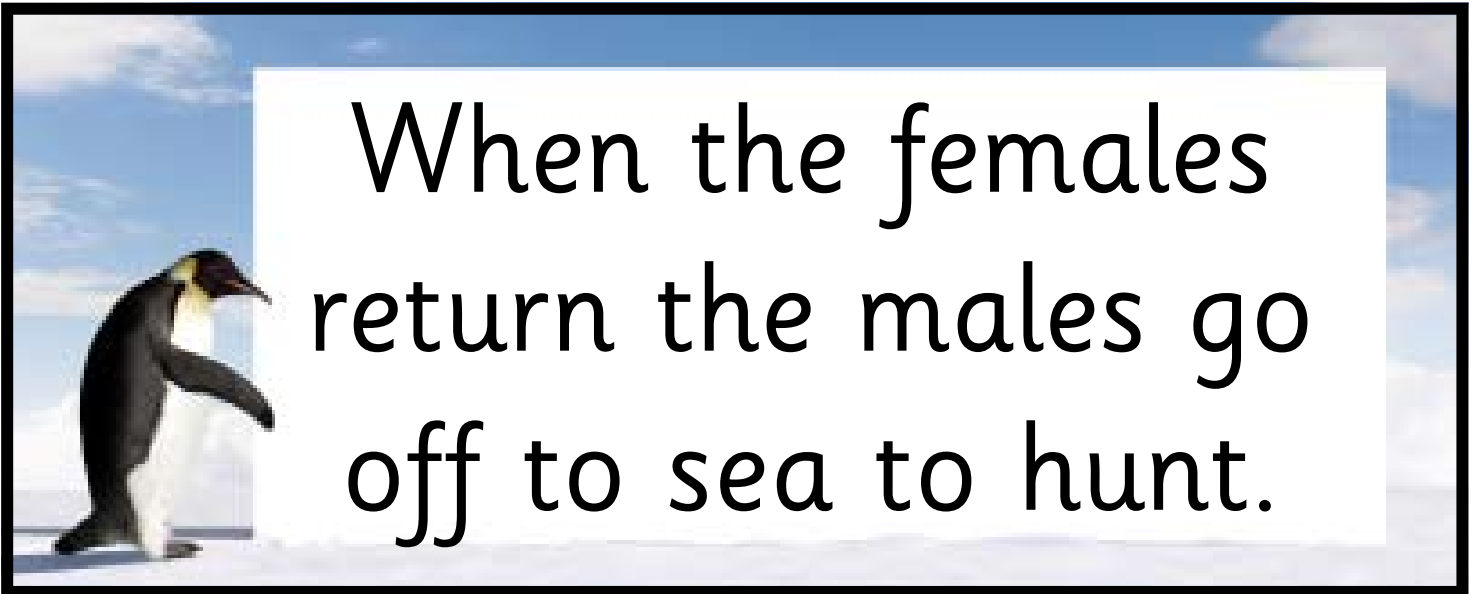 When the females
return the males go
off to sea to hunt.